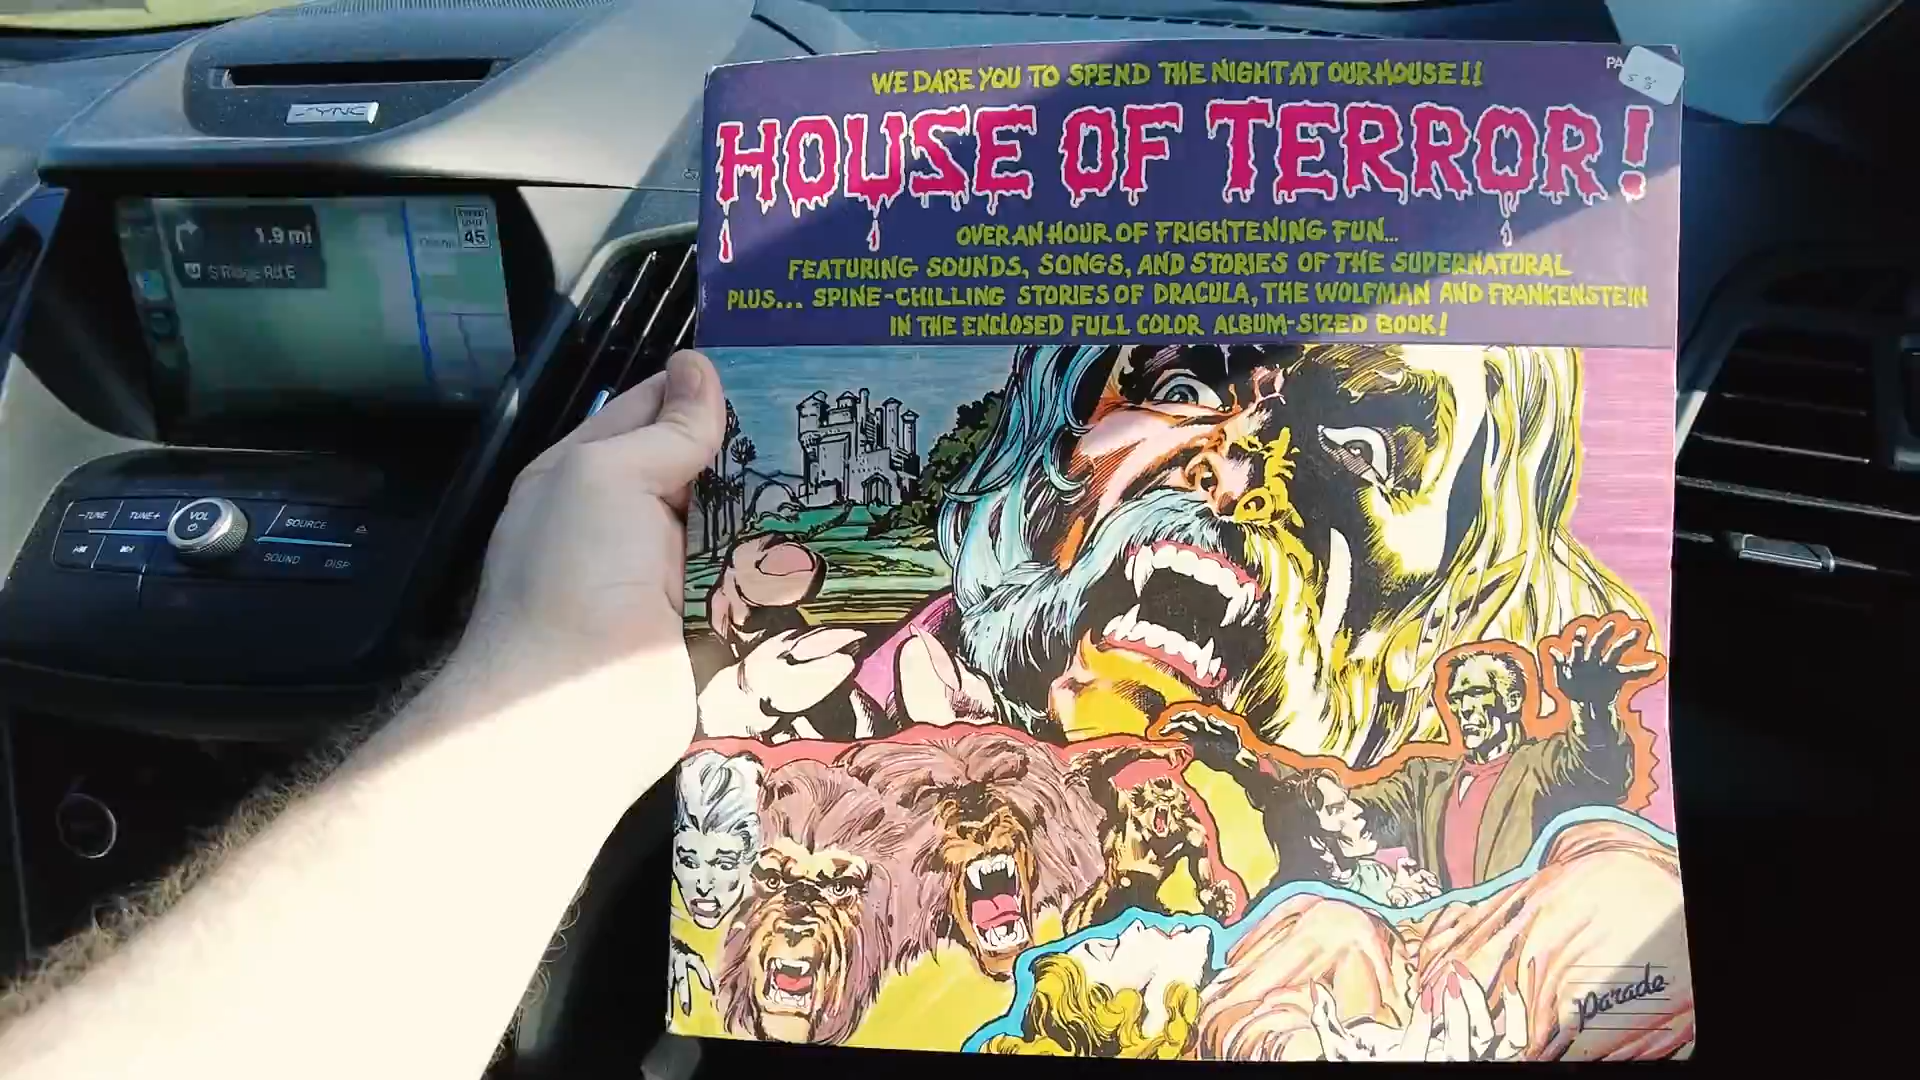 WE DARE YOU TO SPEND THE NIGHT AT OUR HOUSE!!
PA
HOUSE OF TERROR!
OVER AN HOUR OF FRIGHTENING FUN...
FEATURING SOUNDS, SONGS, AND STORIES OF THE SUPERNATURAL
PLUS... SPINE-CHILLING STORIES OF DRACULA, THE WOLFMAN AND FRANKENSTEIN
IN THE ENCLOSED FULL COLOR ALBUM-SIZED BOOK!
Parade
SYNC
1.9 mi
S Ridge Rd E
SPEED
LIMIT
45
-TUNE
TUNE+
VOL
SOURCE
SOUND
DISP